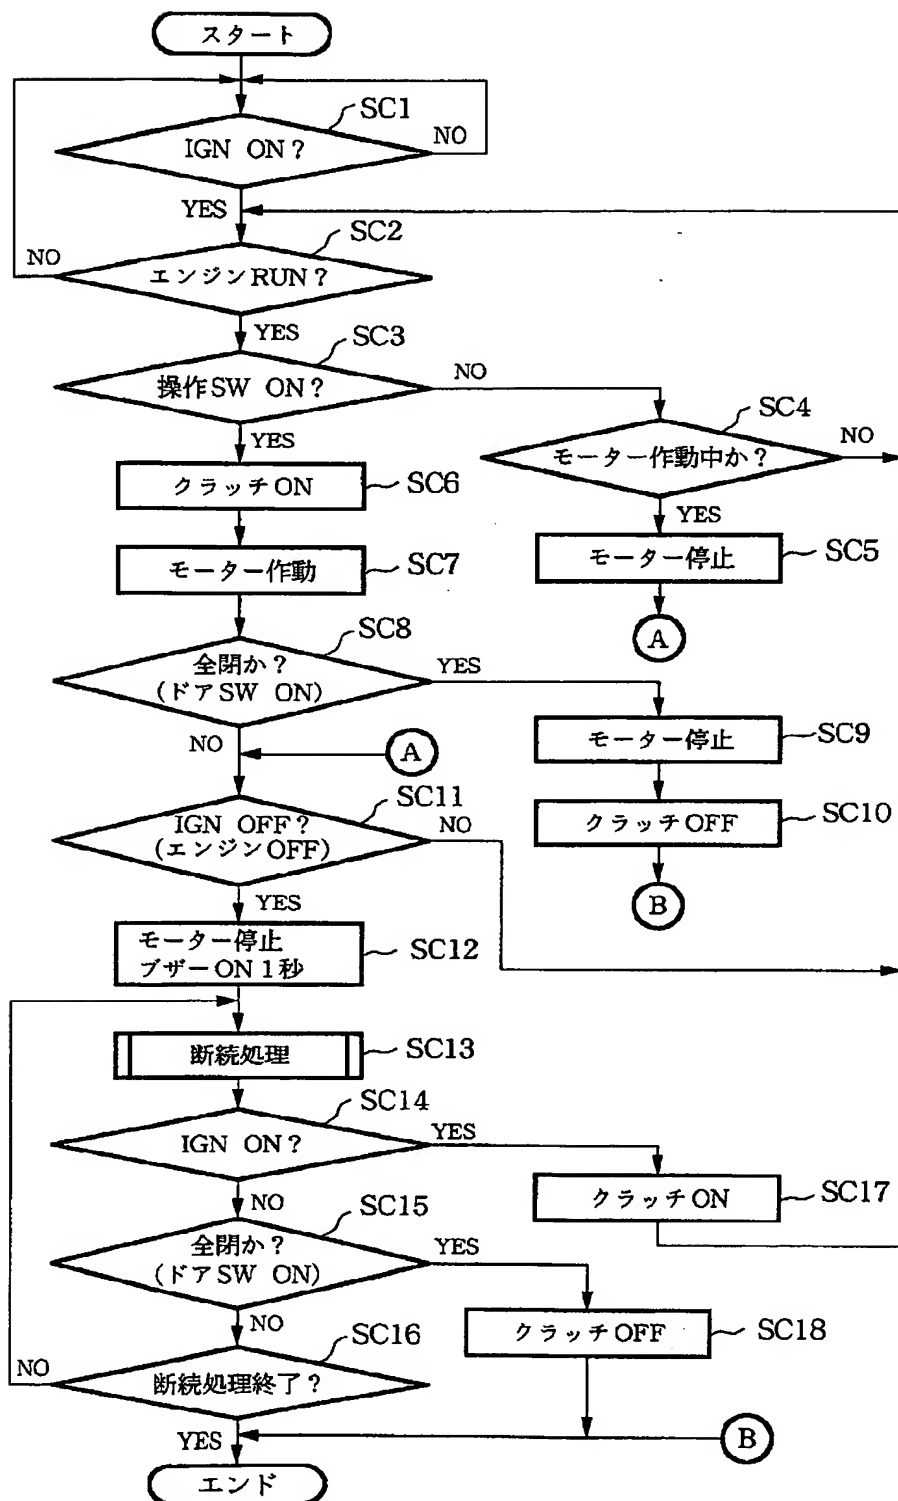 スタート
SC1
IGN ON？
NO
YES
SC2
NO
エンジンRUN？
YES
SC3
操作SW ON？
NO
SC4
モーター作動中か？
NO
YES
YES
クラッチON
SC6
モーター停止
SC5
モーター作動
SC7
A
SC8
全閉か？
(ドアSW ON)
YES
NO
A
モーター停止
SC9
SC11
IGN OFF？
(エンジンOFF)
NO
クラッチOFF
SC10
YES
B
モーター停止
ブザーON 1秒
SC12
断続処理
SC13
SC14
IGN ON？
YES
NO
クラッチON
SC17
SC15
全閉か？
(ドアSW ON)
YES
NO
クラッチOFF
SC18
SC16
断続処理終了？
NO
YES
B
エンド